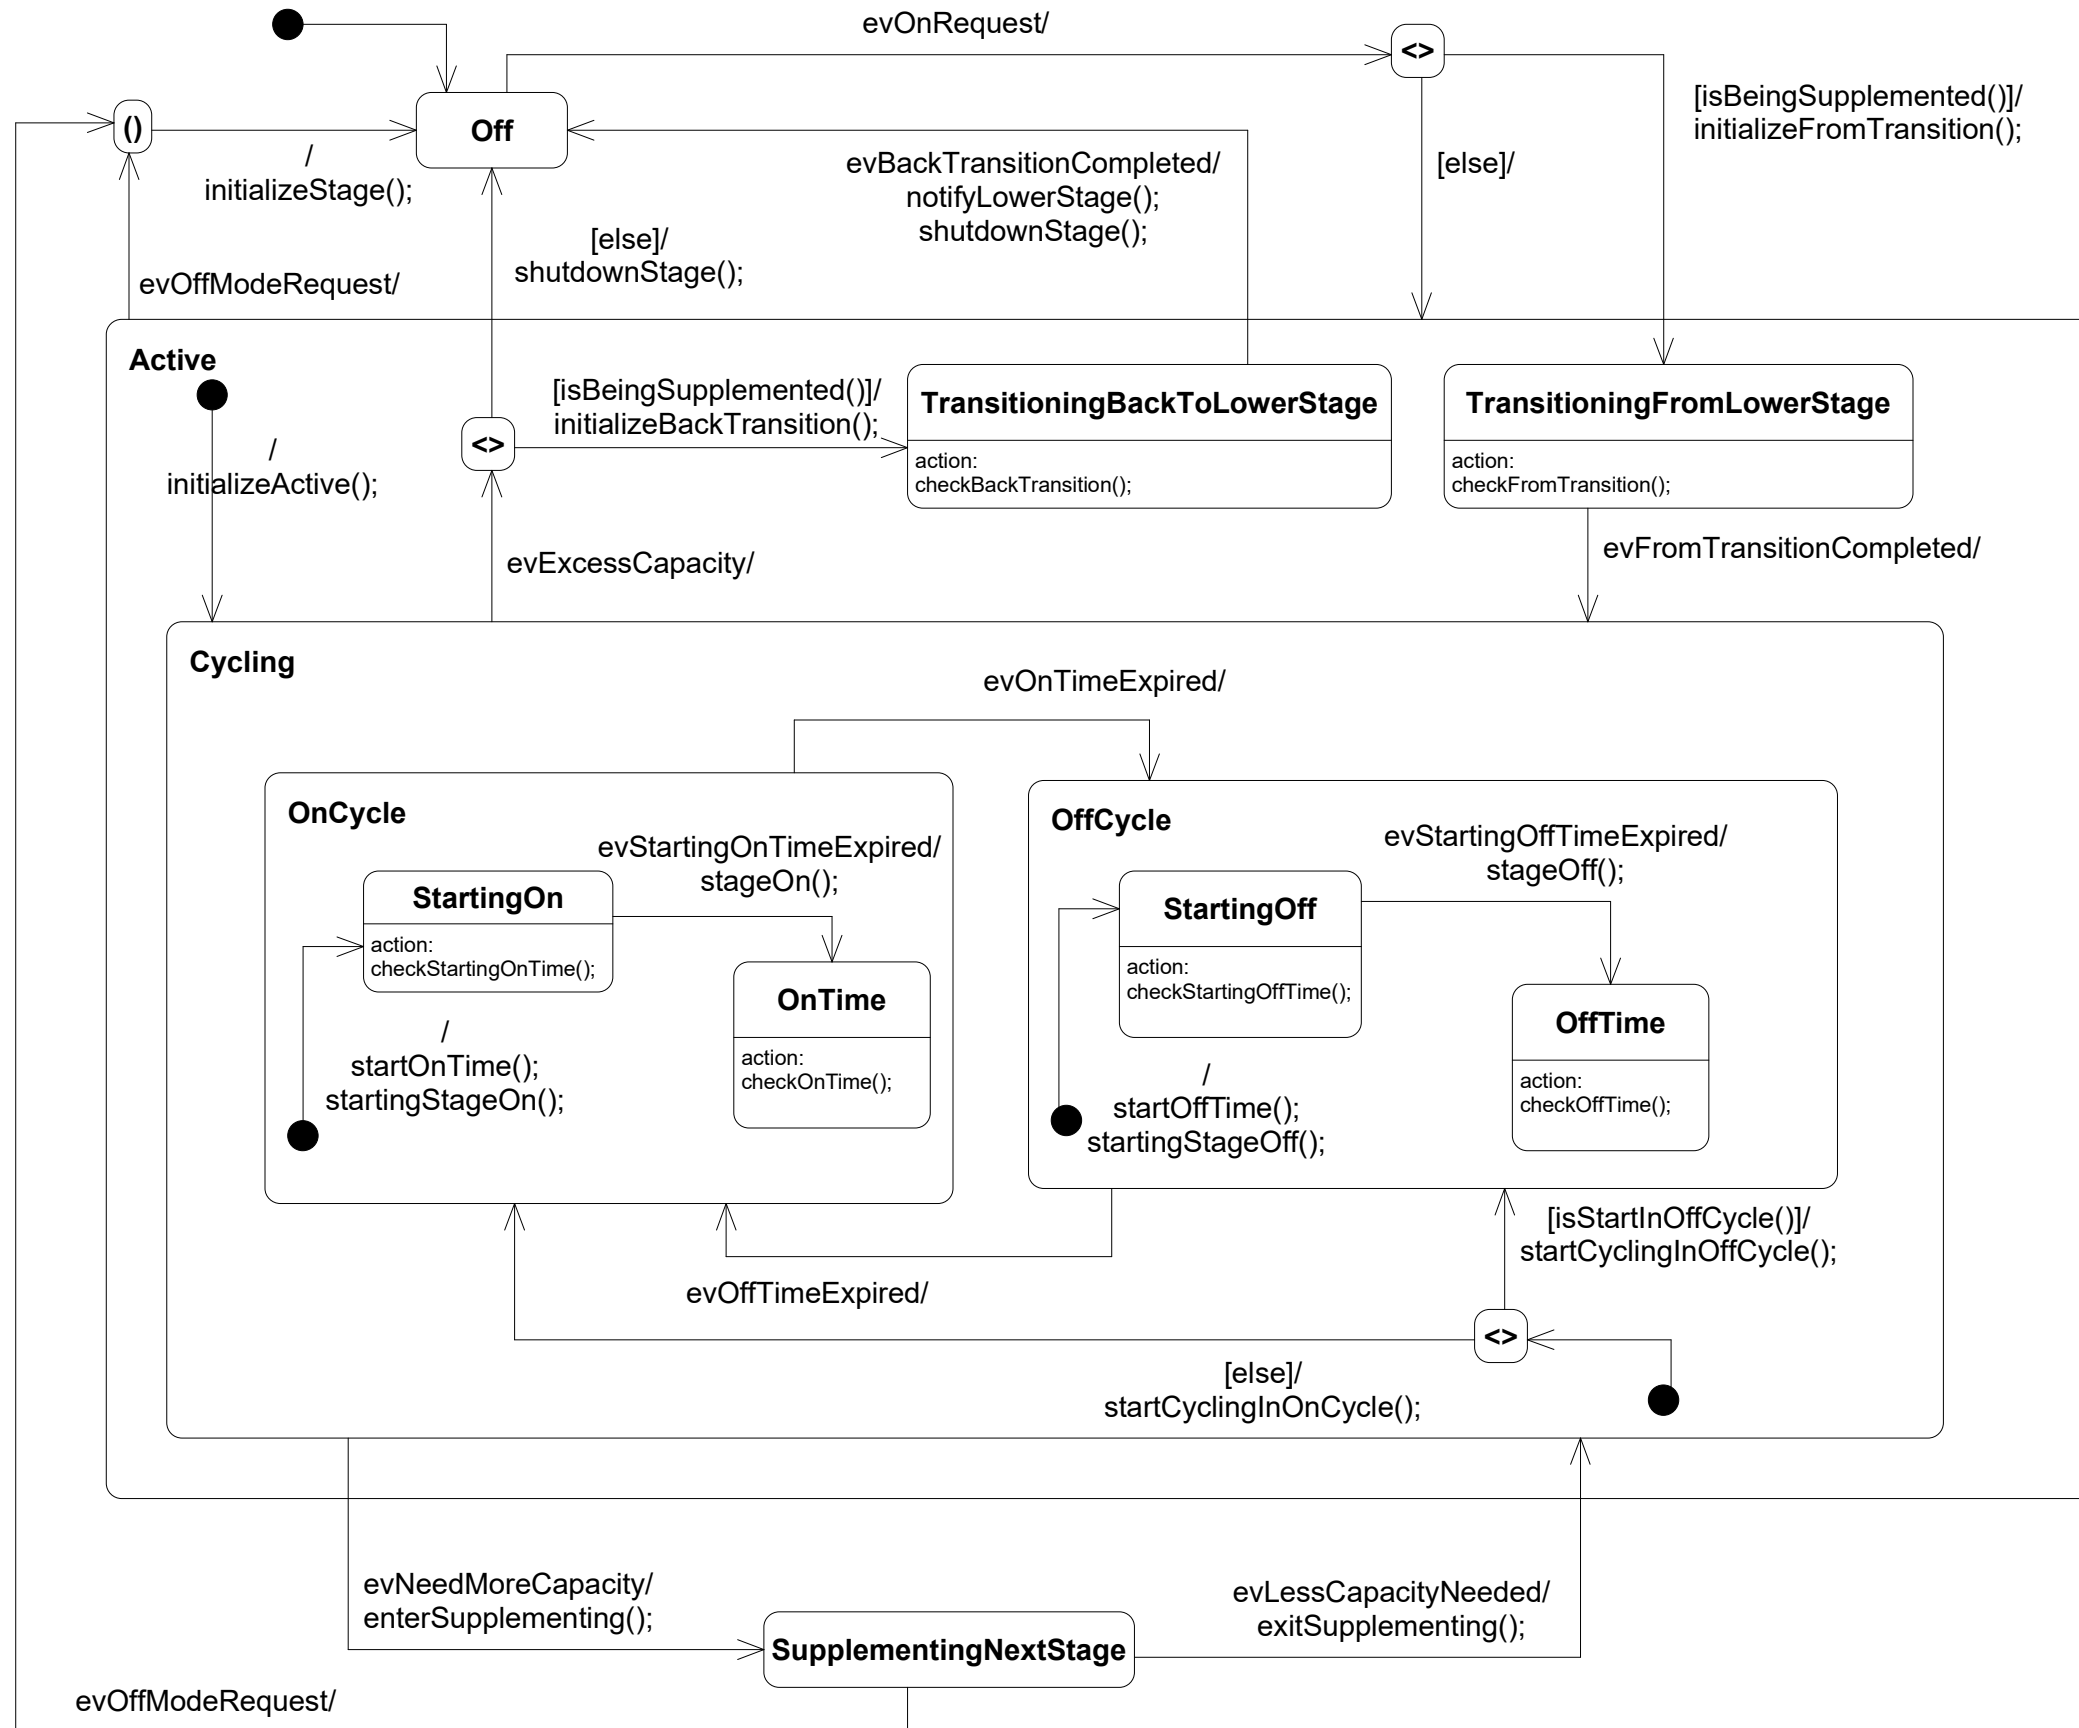 evOnRequest/
<>
()
Off
[isBeingSupplemented()]/
initializeFromTransition();
/
initializeStage();
evBackTransitionCompleted/
notifyLowerStage();
shutdownStage();
[else]/
[else]/
shutdownStage();
evOffModeRequest/
Active
[isBeingSupplemented()]/
initializeBackTransition();
<>
TransitioningBackToLowerStage
action:
checkBackTransition();
TransitioningFromLowerStage
action:
checkFromTransition();
/
initializeActive();
evExcessCapacity/
evFromTransitionCompleted/
Cycling
evOnTimeExpired/
OnCycle
evStartingOnTimeExpired/
stageOn();
StartingOn
action:
checkStartingOnTime();
OnTime
action:
checkOnTime();
/
startOnTime();
startingStageOn();
OffCycle
evStartingOffTimeExpired/
stageOff();
StartingOff
action:
checkStartingOffTime();
OffTime
action:
checkOffTime();
/
startOffTime();
startingStageOff();
[isStartInOffCycle()]/
startCyclingInOffCycle();
evOffTimeExpired/
<>
[else]/
startCyclingInOnCycle();
evNeedMoreCapacity/
enterSupplementing();
evLessCapacityNeeded/
exitSupplementing();
SupplementingNextStage
evOffModeRequest/